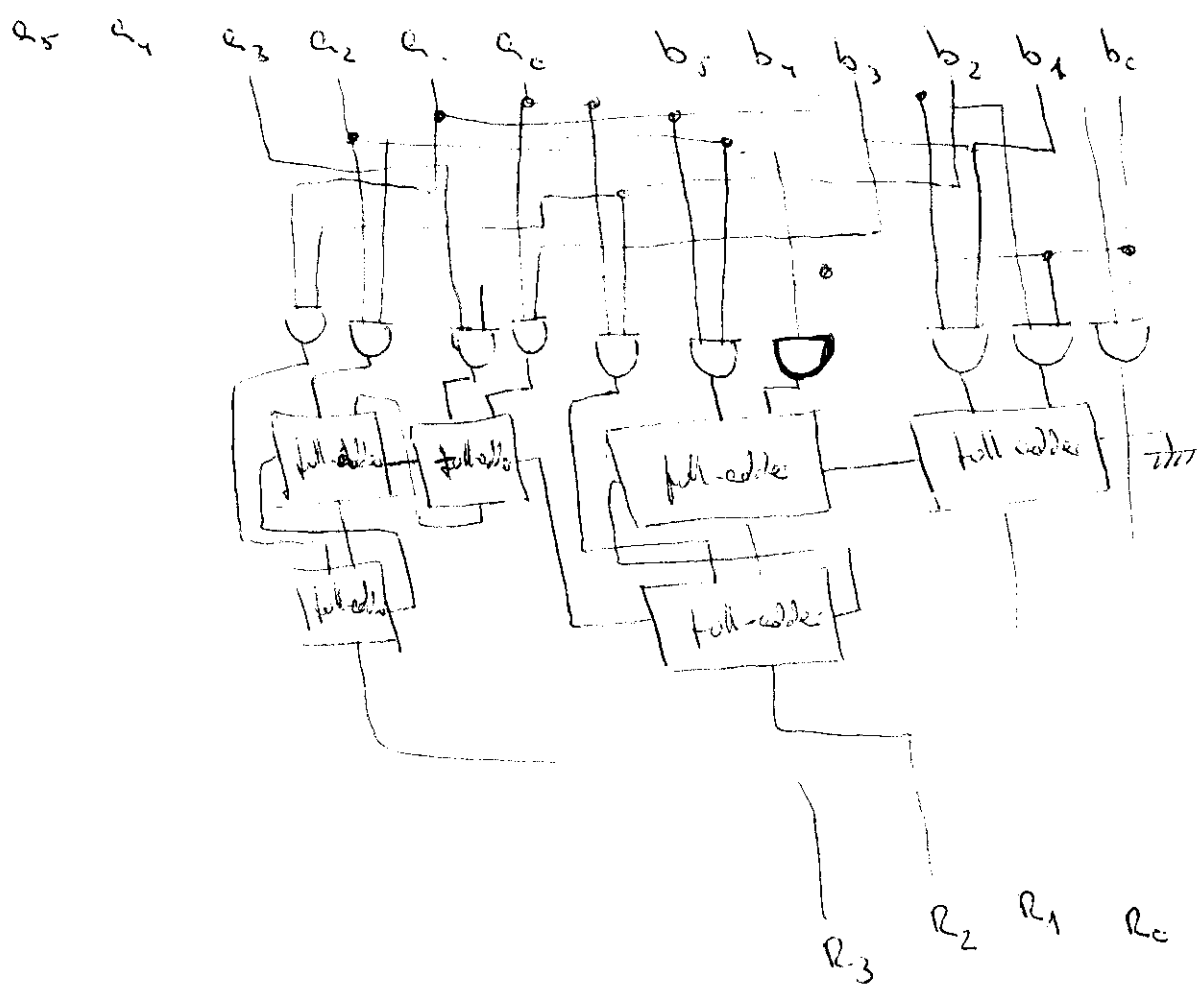 a5 a4 a3 a2 a1 a0 b5 b4 b3 b2 b1 b0
full-adder full-adder full-adder full-adder
full-adder full-adder
R3 R2 R1 R0